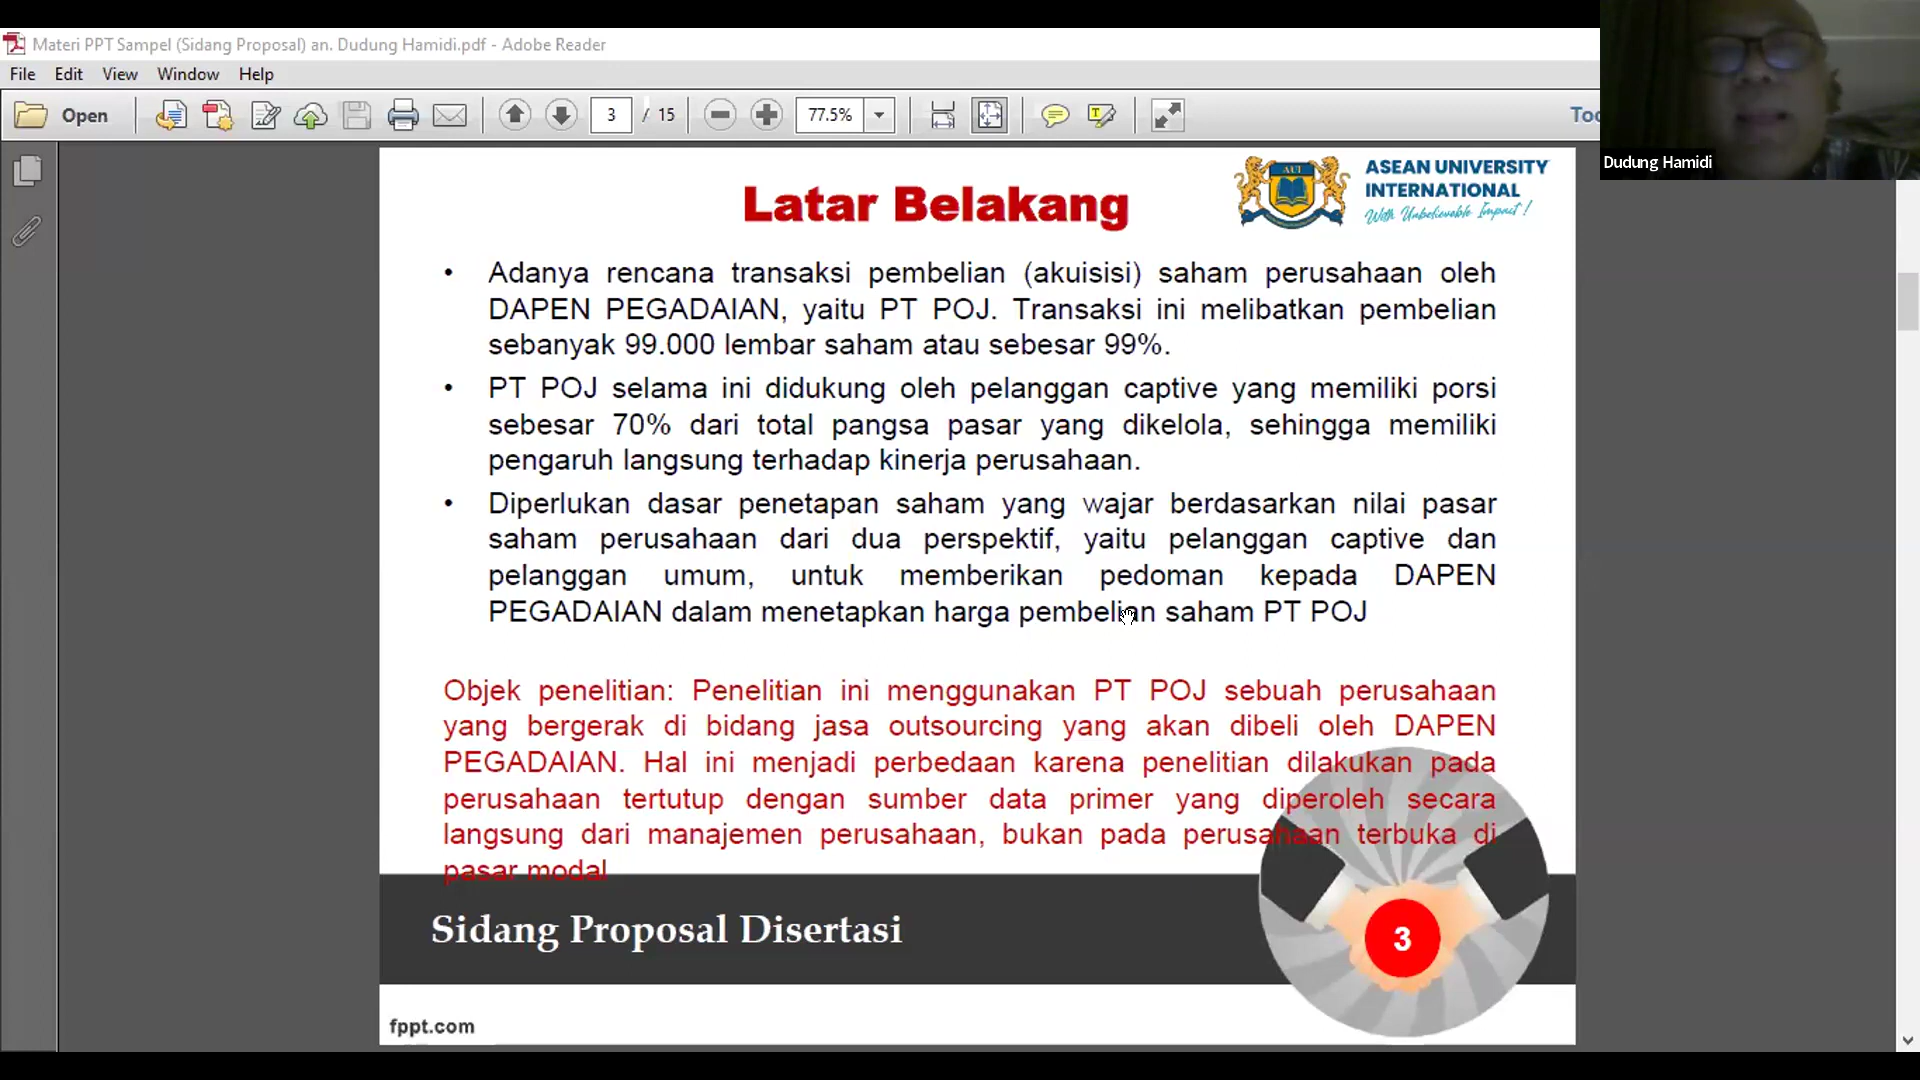 Materi PPT Sampel (Sidang Proposal) an. Dudung Hamidi.pdf - Adobe Reader
File Edit View Window Help
Open 3 / 15 77.5%
Dudung Hamidi
Latar Belakang
AUI
ASEAN UNIVERSITY
INTERNATIONAL
With Unbelievable Impact!
• Adanya rencana transaksi pembelian (akuisisi) saham perusahaan oleh
DAPEN PEGADAIAN, yaitu PT POJ. Transaksi ini melibatkan pembelian
sebanyak 99.000 lembar saham atau sebesar 99%.
• PT POJ selama ini didukung oleh pelanggan captive yang memiliki porsi
sebesar 70% dari total pangsa pasar yang dikelola, sehingga memiliki
pengaruh langsung terhadap kinerja perusahaan.
• Diperlukan dasar penetapan saham yang wajar berdasarkan nilai pasar
saham perusahaan dari dua perspektif, yaitu pelanggan captive dan
pelanggan umum, untuk memberikan pedoman kepada DAPEN
PEGADAIAN dalam menetapkan harga pembelian saham PT POJ
Objek penelitian: Penelitian ini menggunakan PT POJ sebuah perusahaan
yang bergerak di bidang jasa outsourcing yang akan dibeli oleh DAPEN
PEGADAIAN. Hal ini menjadi perbedaan karena penelitian dilakukan pada
perusahaan tertutup dengan sumber data primer yang diperoleh secara
langsung dari manajemen perusahaan, bukan pada perusahaan terbuka di
pasar modal
Sidang Proposal Disertasi
3
fppt.com